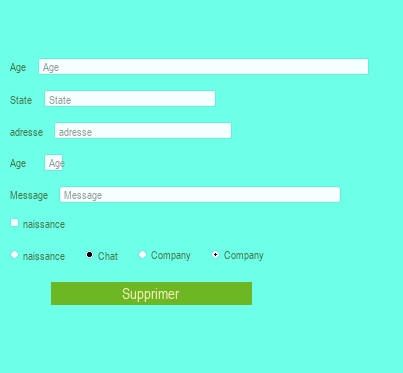 Age Age
State State
adresse adresse
Age Age
Message Message
naissance
naissance Chat Company Company
Supprimer